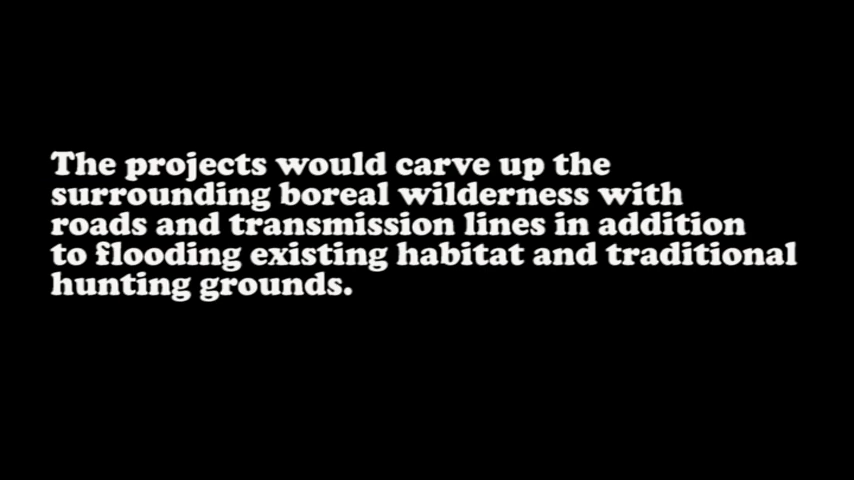 The projects would carve up the
surrounding boreal wilderness with
roads and transmission lines in addition
to flooding existing habitat and traditional
hunting grounds.